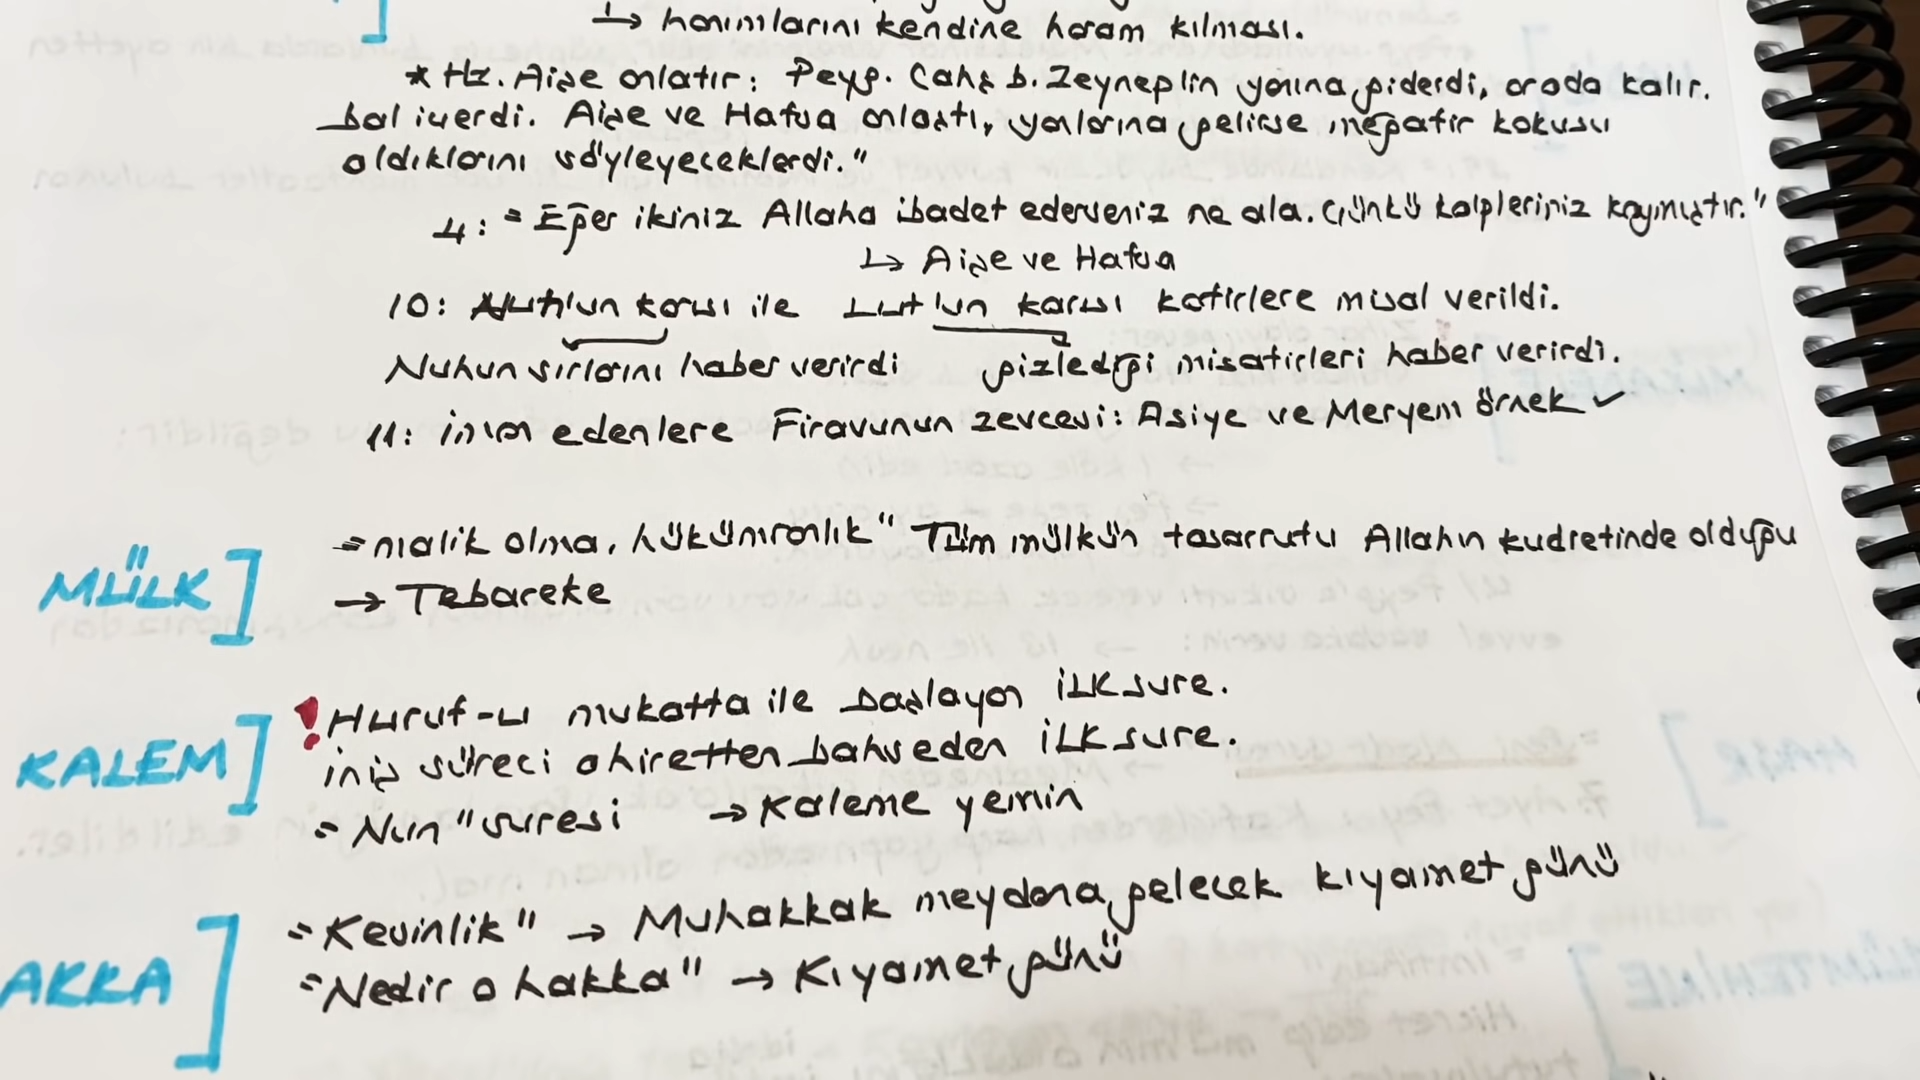 ↳ hanımlarını kendine haram kılması.
* Hz. Aişe anlatır: Peyg. Cahş b. Zeynep'in yanına giderdi, orada kalır.
bal içerdi. Aişe ve Hafsa anlaştı, yanlarına gelirse megafir kokusu
aldıklarını söyleyeceklerdi."
4: "Eğer ikiniz Allaha ibadet ederseniz ne ala. Çünkü kalpleriniz kaymıştır."
↳ Aişe ve Hafsa
10: Nuh'un karısı ile Lut'un karısı kafirlere misal verildi.
Nuhun sırlarını haber verirdi gizlediği misafirleri haber verirdi.
11: iman edenlere Firavunun zevcesi: Asiye ve Meryem örnek ✓
MÜLK] "malik olma, hükümranlık" Tüm mülkün tasarrufu Allahın kudretinde olduğu
→ Tebareke
KALEM] ! Huruf-u mukatta ile başlayan İLK sure.
iniş süreci ahiretten bahseden İLK sure.
"Nun" suresi → Kaleme yemin
AKKA] "Kesinlik" → Muhakkak meydana gelecek kıyamet günü
"Nedir o hakka" → Kıyamet günü